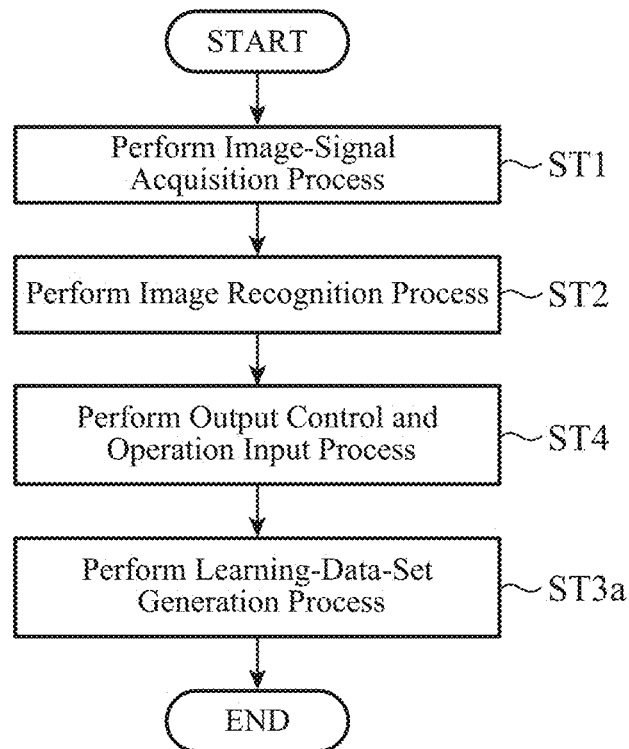 START
Perform Image-Signal
Acquisition Process
ST1
Perform Image Recognition Process
ST2
Perform Output Control and
Operation Input Process
ST4
Perform Learning-Data-Set
Generation Process
ST3a
END